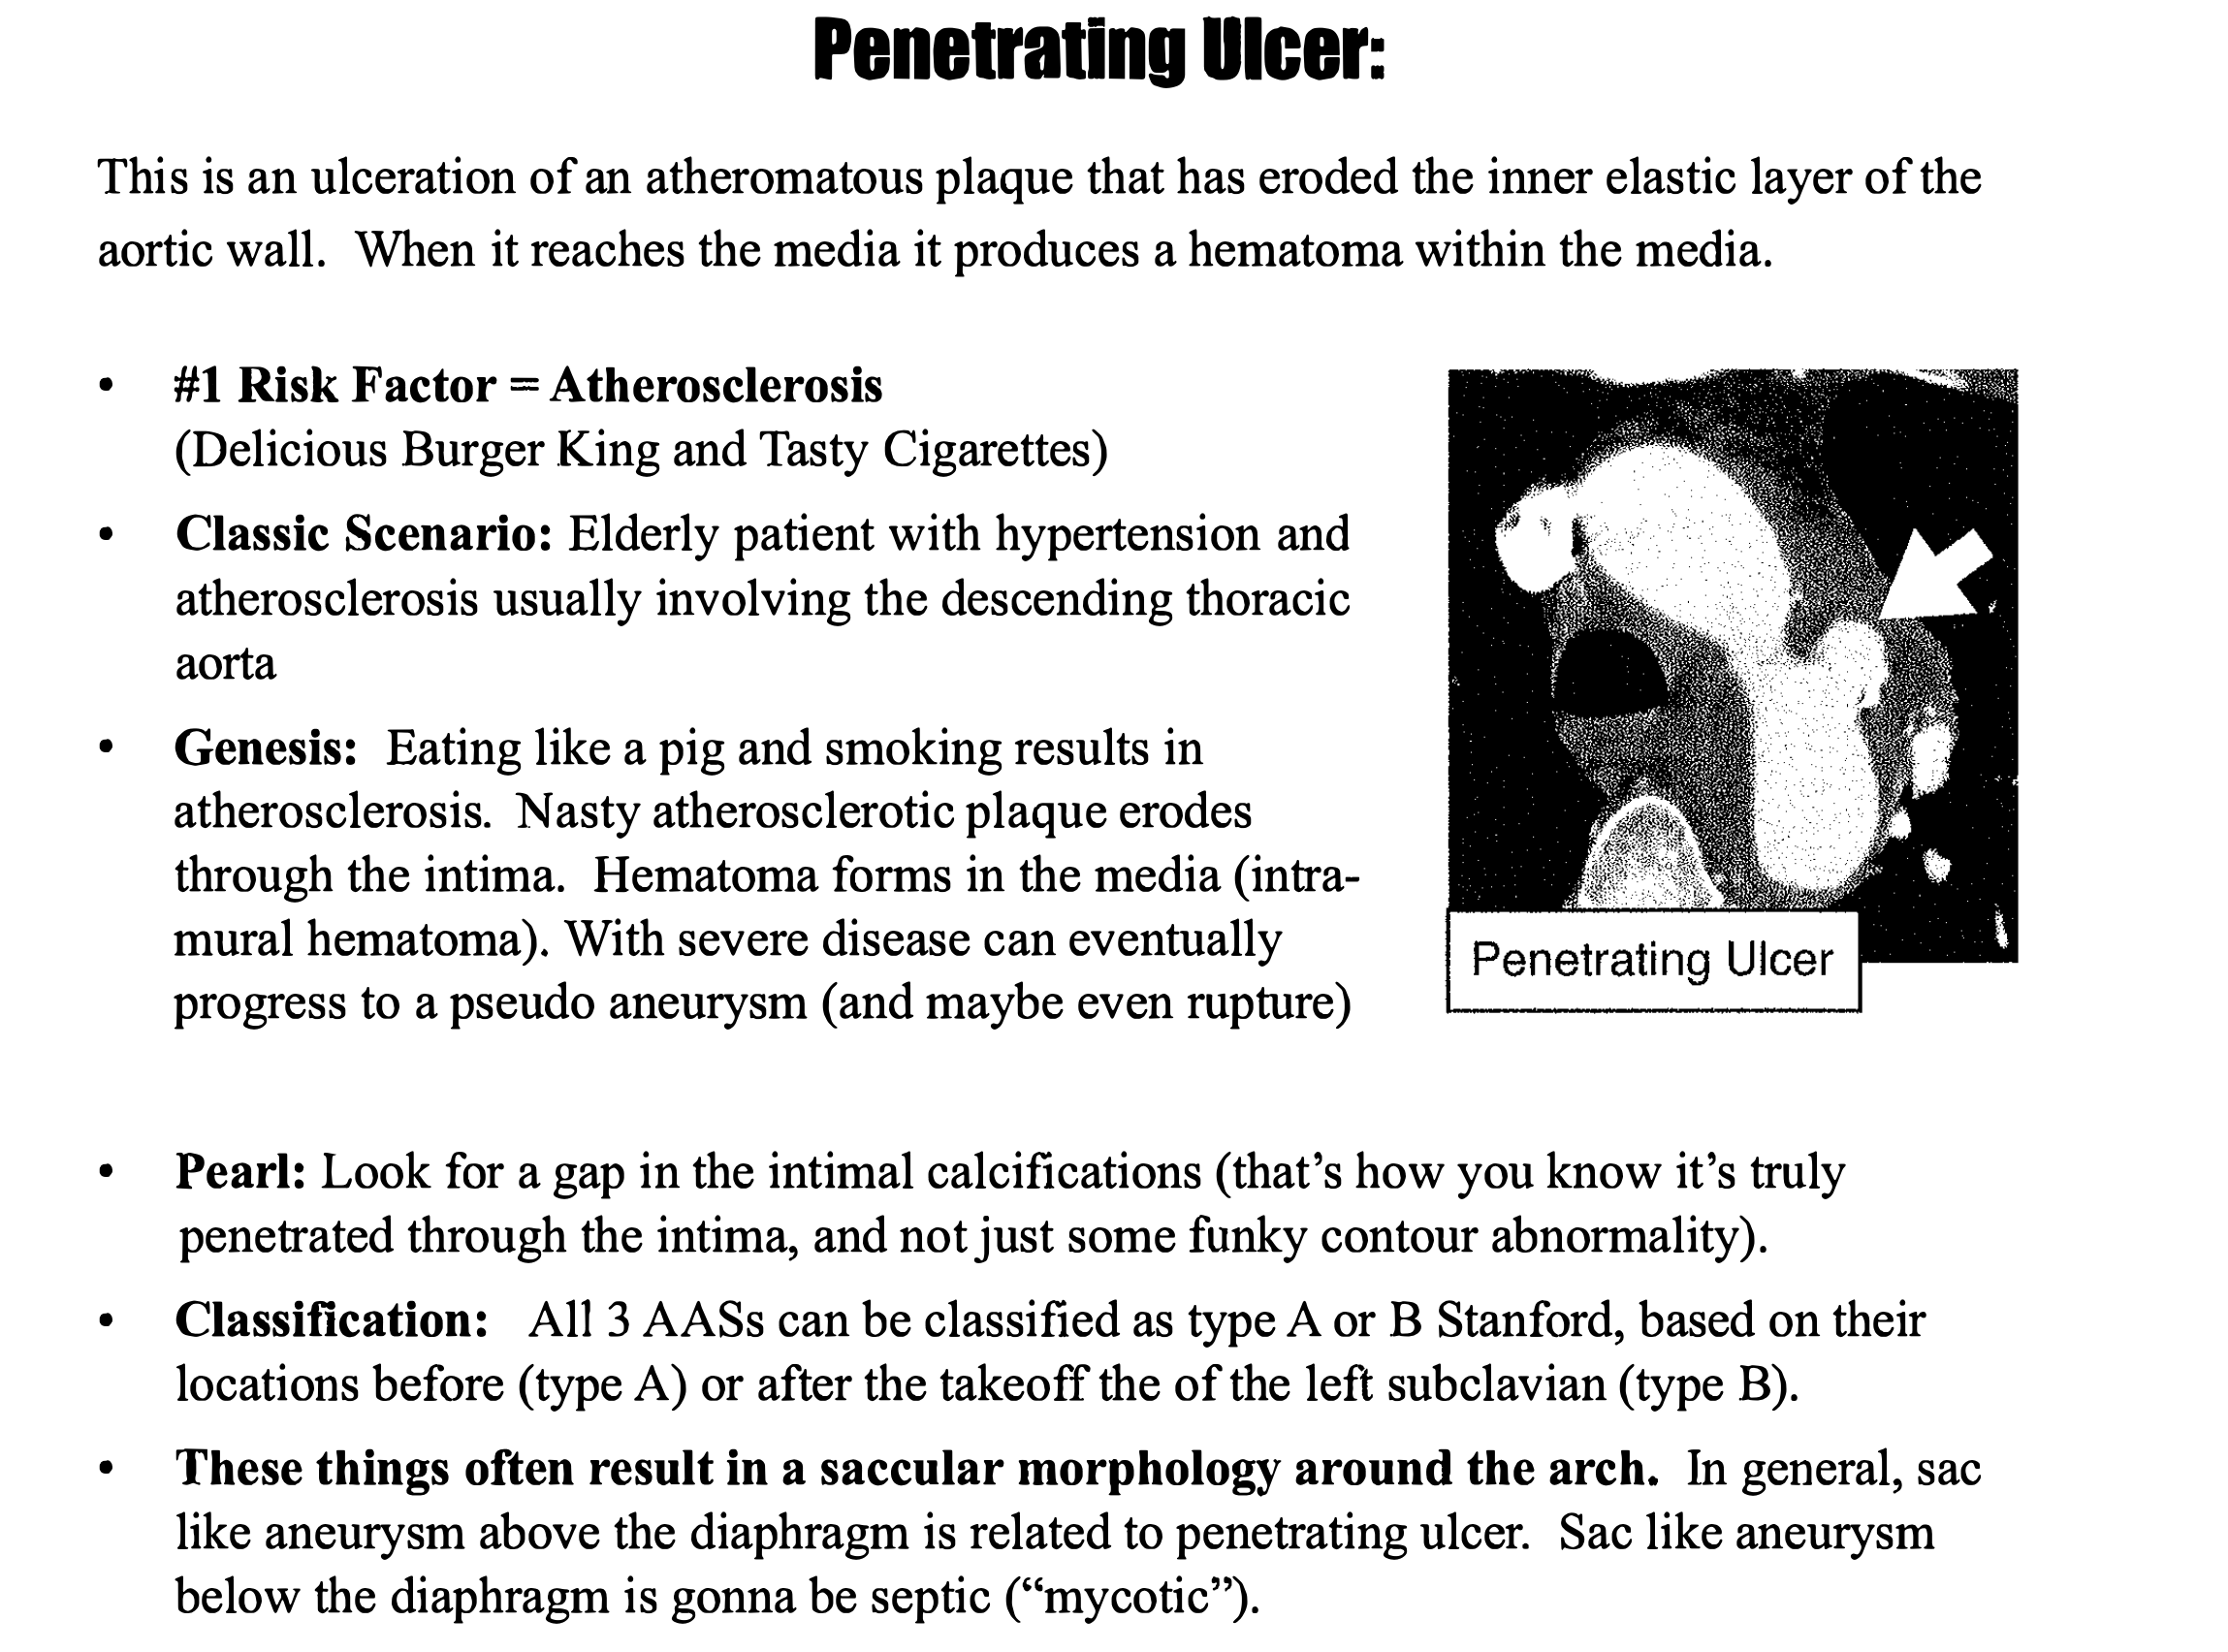 Penetrating Ulcer:
This is an ulceration of an atheromatous plaque that has eroded the inner elastic layer of the
aortic wall. When it reaches the media it produces a hematoma within the media.
• #1 Risk Factor = Atherosclerosis
(Delicious Burger King and Tasty Cigarettes)
• Classic Scenario: Elderly patient with hypertension and
atherosclerosis usually involving the descending thoracic
aorta
• Genesis: Eating like a pig and smoking results in
atherosclerosis. Nasty atherosclerotic plaque erodes
through the intima. Hematoma forms in the media (intra-
mural hematoma). With severe disease can eventually
progress to a pseudo aneurysm (and maybe even rupture)
Penetrating Ulcer
• Pearl: Look for a gap in the intimal calcifications (that’s how you know it’s truly
penetrated through the intima, and not just some funky contour abnormality).
• Classification: All 3 AASs can be classified as type A or B Stanford, based on their
locations before (type A) or after the takeoff the of the left subclavian (type B).
• These things often result in a saccular morphology around the arch. In general, sac
like aneurysm above the diaphragm is related to penetrating ulcer. Sac like aneurysm
below the diaphragm is gonna be septic (“mycotic”).